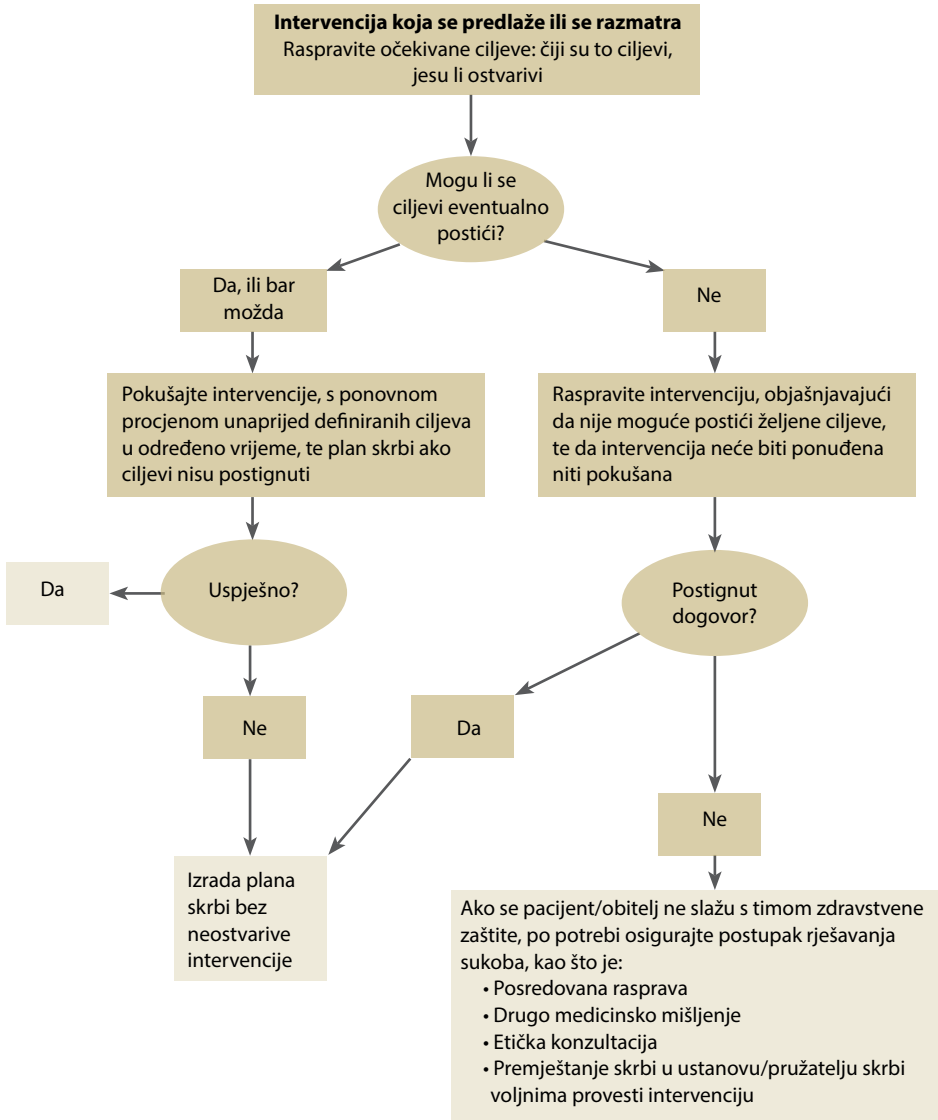 Intervencija koja se predlaže ili se razmatra
Raspravite očekivane ciljeve: čiji su to ciljevi,
jesu li ostvarivi
Mogu li se
ciljevi eventualno
postići?
Da, ili bar
možda
Ne
Pokušajte intervencije, s ponovnom
procjenom unaprijed definiranih ciljeva
u određeno vrijeme, te plan skrbi ako
ciljevi nisu postignuti
Raspravite intervenciju, objašnjavajući
da nije moguće postići željene ciljeve,
te da intervencija neće biti ponuđena
niti pokušana
Da
Uspješno?
Postignut
dogovor?
Ne
Da
Ne
Izrada plana
skrbi bez
neostvarive
intervencije
Ako se pacijent/obitelj ne slažu s timom zdravstvene
zaštite, po potrebi osigurajte postupak rješavanja
sukoba, kao što je:
• Posredovana rasprava
• Drugo medicinsko mišljenje
• Etička konzultacija
• Premještanje skrbi u ustanovu/pružatelju skrbi
voljnima provesti intervenciju